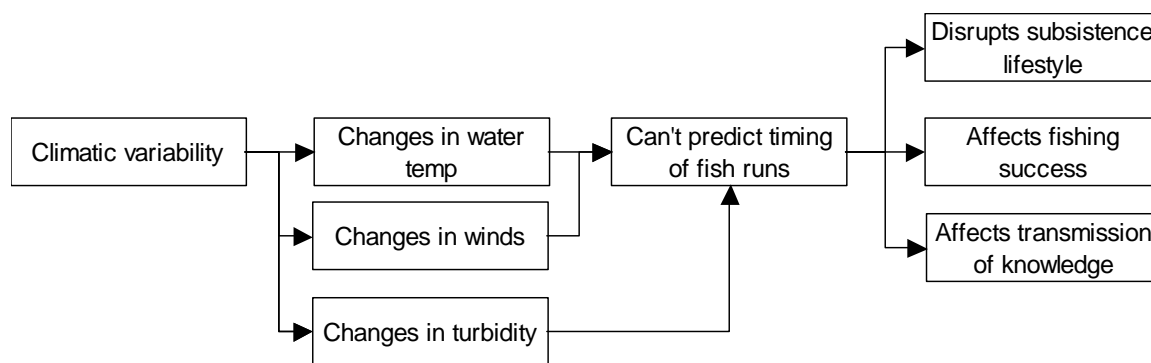 Climatic variability
Changes in water
temp
Changes in winds
Changes in turbidity
Can't predict timing
of fish runs
Disrupts subsistence
lifestyle
Affects fishing
success
Affects transmission
of knowledge